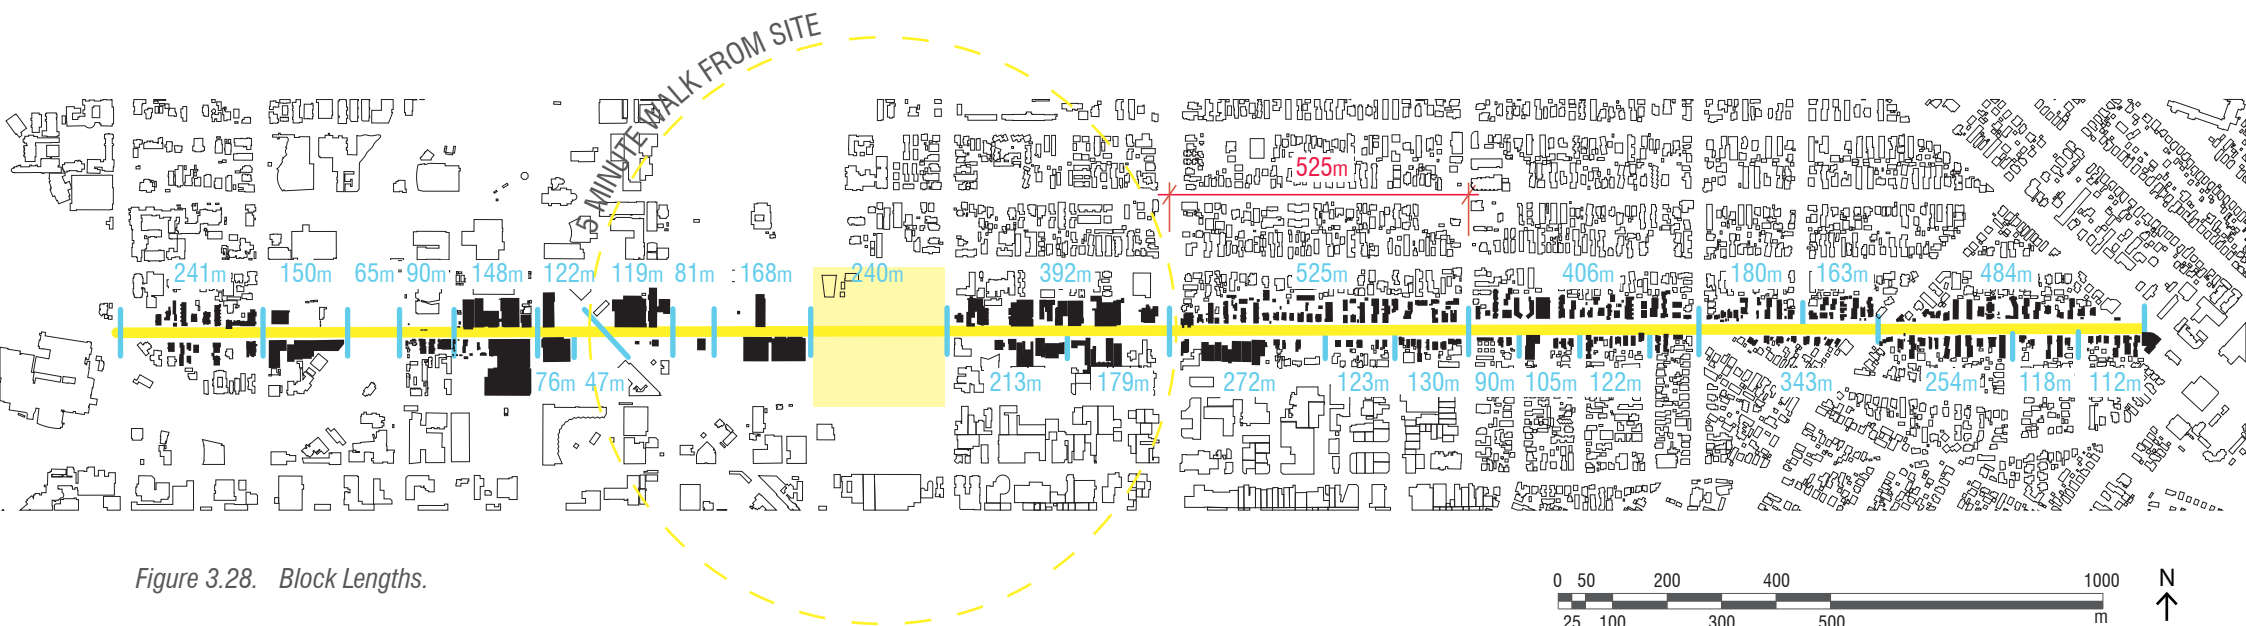 5 MINUTE WALK FROM SITE
525m
241m 150m 65m 90m 148m 122m 119m 81m 168m 240m 392m 525m 406m 180m 163m 484m
76m 47m 213m 179m 272m 123m 130m 90m 105m 122m 343m 254m 118m 112m
Figure 3.28. Block Lengths.
0 50 200 400 1000 N
25 100 300 500 m